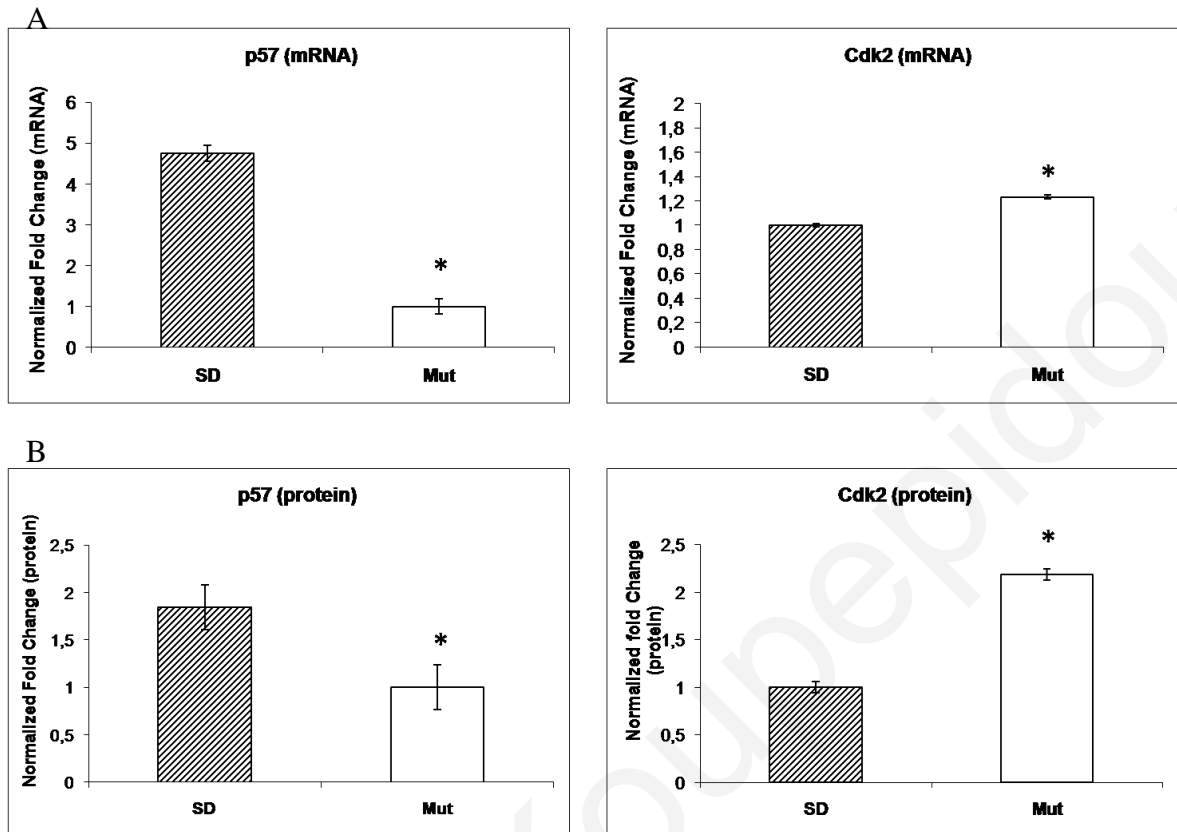 A
p57 (mRNA)
Normalized Fold Change (mRNA)
6
5
4
3
2
1
0
*
SD Mut
Cdk2 (mRNA)
Normalized Fold Change (mRNA)
2
1,8
1,6
1,4
1,2
1
0,8
0,6
0,4
0,2
0
*
SD Mut
B
p57 (protein)
Normalized Fold Change (protein)
2,5
2
1,5
1
0,5
0
*
SD Mut
Cdk2 (protein)
Normalized fold Change
(protein)
2,5
2
1,5
1
0,5
0
*
SD Mut